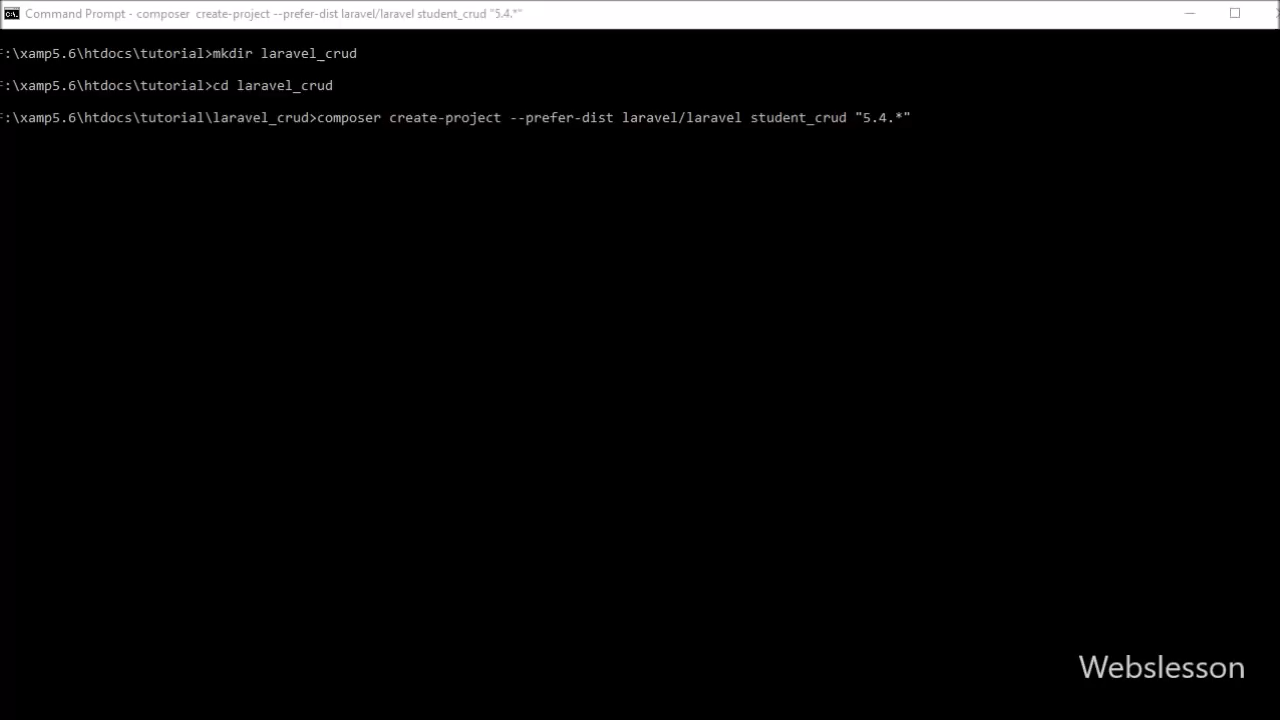 Command Prompt - composer  create-project --prefer-dist laravel/laravel student_crud "5.4.*"
F:\xamp5.6\htdocs\tutorial>mkdir laravel_crud
F:\xamp5.6\htdocs\tutorial>cd laravel_crud
F:\xamp5.6\htdocs\tutorial\laravel_crud>composer create-project --prefer-dist laravel/laravel student_crud "5.4.*"
Webslesson